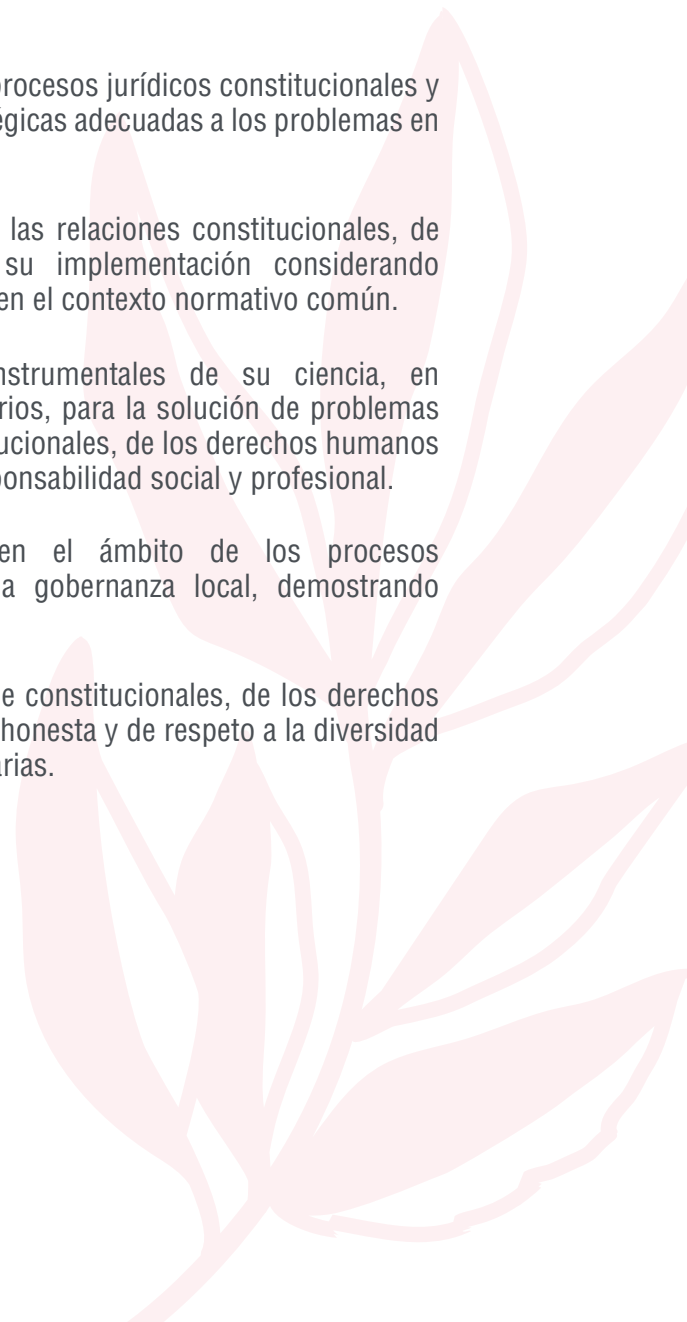 rocesos jurídicos constitucionales y
égicas adecuadas a los problemas en
las relaciones constitucionales, de
su implementación considerando
en el contexto normativo común.
nstrumentales de su ciencia, en
rios, para la solución de problemas
ucionales, de los derechos humanos
onsabilidad social y profesional.
en el ámbito de los procesos
a gobernanza local, demostrando
e constitucionales, de los derechos
honesta y de respeto a la diversidad
arias.